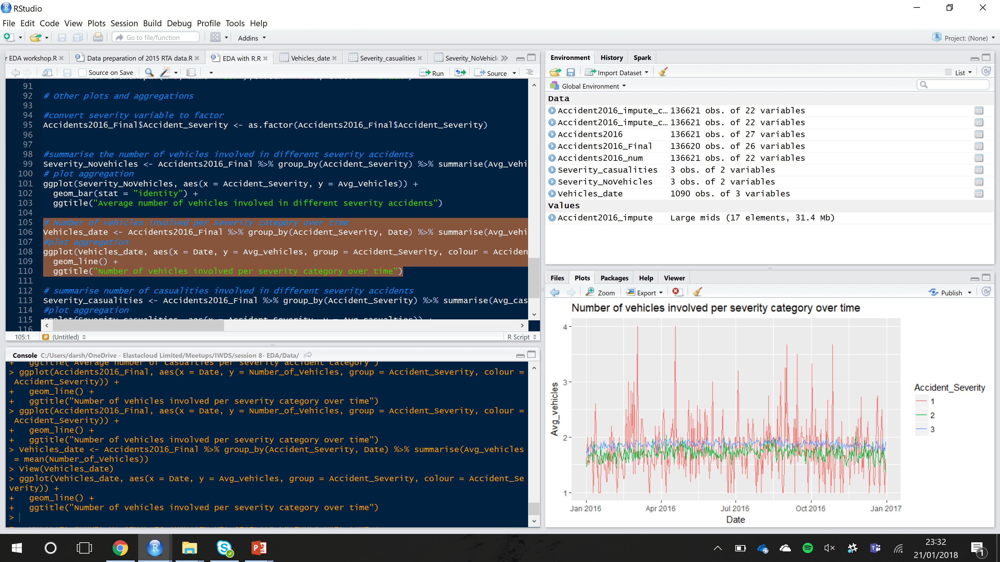 RStudio
File Edit Code View Plots Session Build Debug Profile Tools Help
Go to file/function
Addins
Project: (None)
r EDA workshop.R
Data preparation of 2015 RTA data.R
EDA with R.R
Vehicles_date
Severity_casualities
Severity_NoVehicl
Source on Save
Run
Source
91
92 # Other plots and aggregations
93
94 #convert severity variable to factor
95 Accidents2016_Final$Accident_Severity <- as.factor(Accidents2016_Final$Accident_Severity)
96
97
98 #summarise the number of vehicles involved in different severity accidents
99 Severity_NoVehicles <- Accidents2016_Final %>% group_by(Accident_Severity) %>% summarise(Avg_Vehi
100 # plot aggregation
101 ggplot(Severity_NoVehicles, aes(x = Accident_Severity, y = Avg_Vehicles)) +
102 geom_bar(stat = "identity") +
103 ggtitle("Average number of vehicles involved in different severity accidents")
104
105 # Number of vehicles involved per severity category over time
106 Vehicles_date <- Accidents2016_Final %>% group_by(Accident_Severity, Date) %>% summarise(Avg_vehi
107 #plot aggregation
108 ggplot(Vehicles_date, aes(x = Date, y = Avg_vehicles, group = Accident_Severity, colour = Acciden
109 geom_line() +
110 ggtitle("Number of vehicles involved per severity category over time")
111
112 # summarise number of casualities involved in different severity accidents
113 Severity_casualities <- Accidents2016_Final %>% group_by(Accident_Severity) %>% summarise(Avg_cas
114 #plot aggregation
115 ggplot(Severity_casualities, aes(x = Accident_Severity, y = Avg_casualties)) +
116
105:1
(Untitled)
R Script
Console C:/Users/darsh/OneDrive - Elastacloud Limited/Meetups/IWDS/session 8- EDA/Data/
+ ggtitle("Average number of casualties per severity accident category")
> ggplot(Accidents2016_Final, aes(x = Date, y = Number_of_Vehicles, group = Accident_Severity, colour =
Accident_Severity)) +
+ geom_line() +
+ ggtitle("Number of vehicles involved per severity category over time")
> ggplot(Accidents2016_Final, aes(x = Date, y = Number_of_Vehicles, group = Accident_Severity, colour =
Accident_Severity)) +
+ geom_line() +
+ ggtitle("Number of vehicles involved per severity category over time")
> Vehicles_date <- Accidents2016_Final %>% group_by(Accident_Severity, Date) %>% summarise(Avg_vehicles
= mean(Number_of_Vehicles))
> View(Vehicles_date)
> ggplot(Vehicles_date, aes(x = Date, y = Avg_vehicles, group = Accident_Severity, colour = Accident_Se
verity)) +
+ geom_line() +
+ ggtitle("Number of vehicles involved per severity category over time")
>
Environment History Spark
Import Dataset
List
Global Environment
Data
Accident2016_impute_c… 136621 obs. of 22 variables
Accident2016_impute_c… 136621 obs. of 22 variables
Accidents2016 136621 obs. of 27 variables
Accidents2016_Final 136620 obs. of 26 variables
Accidents2016_num 136621 obs. of 22 variables
Severity_casualities 3 obs. of 2 variables
Severity_NoVehicles 3 obs. of 2 variables
Vehicles_date 1090 obs. of 3 variables
Values
Accident2016_impute Large mids (17 elements, 31.4 Mb)
Files Plots Packages Help Viewer
Zoom
Export
Publish
Number of vehicles involved per severity category over time
4
3
2
1
Avg_vehicles
Jan 2016 Apr 2016 Jul 2016 Oct 2016 Jan 2017
Date
Accident_Severity
1
2
3
23:32
21/01/2018
1